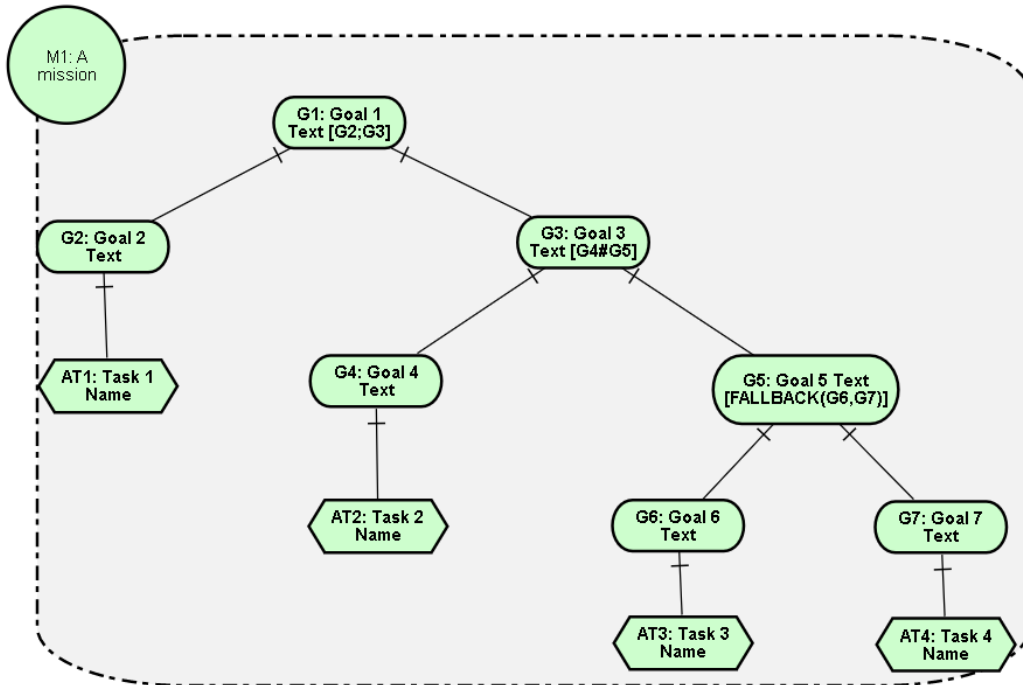 M1: A
mission
G1: Goal 1
Text [G2;G3]
G2: Goal 2
Text
G3: Goal 3
Text [G4#G5]
AT1: Task 1
Name
G4: Goal 4
Text
G5: Goal 5 Text
[FALLBACK(G6,G7)]
AT2: Task 2
Name
G6: Goal 6
Text
G7: Goal 7
Text
AT3: Task 3
Name
AT4: Task 4
Name